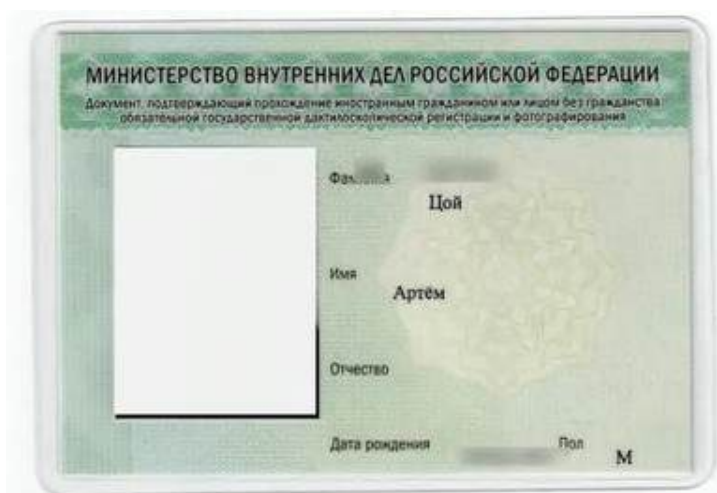 МИНИСТЕРСТВО ВНУТРЕННИХ ДЕЛ РОССИЙСКОЙ ФЕДЕРАЦИИ
Документ, подтверждающий прохождение иностранным гражданином или лицом без гражданства
обязательной государственной дактилоскопической регистрации и фотографирования
Цой
Имя
Артём
Отчество
Дата рождения Пол
М